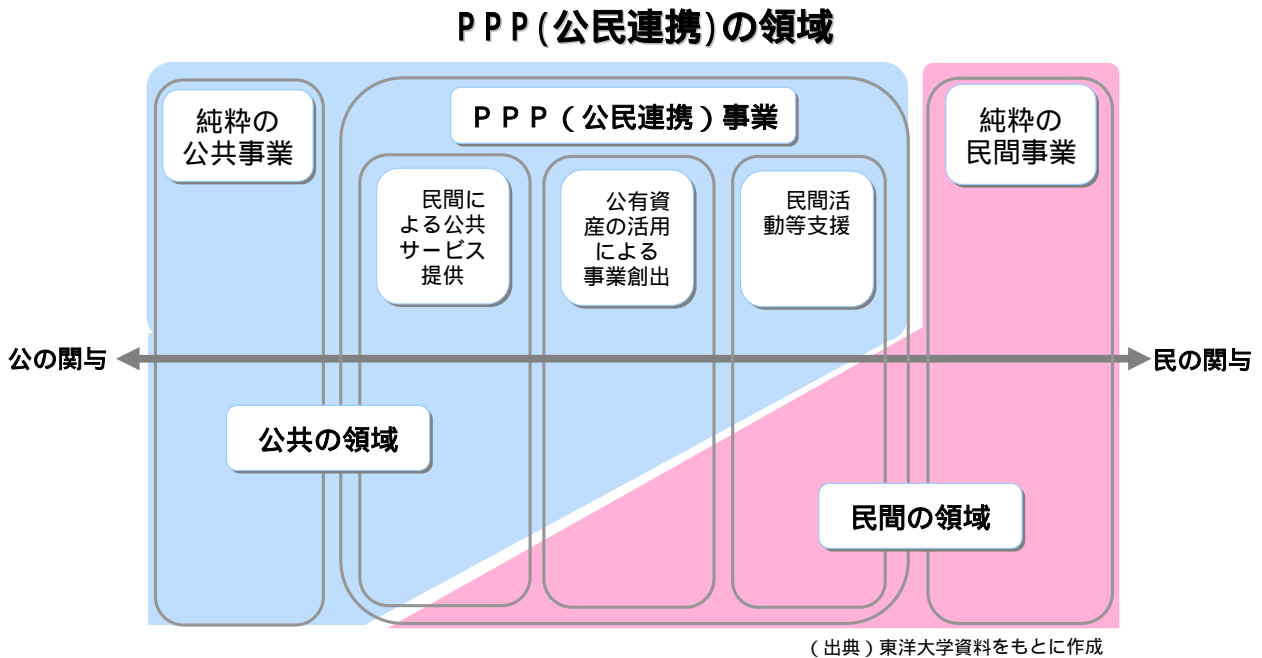 PPP(公民連携)の領域
純粋の
公共事業
PPP(公民連携)事業
純粋の
民間事業
民間に
よる公共
サービス
提供
公有資
産の活用
による
事業創出
民間活
動等支援
公の関与
民の関与
公共の領域
民間の領域
(出典)東洋大学資料をもとに作成